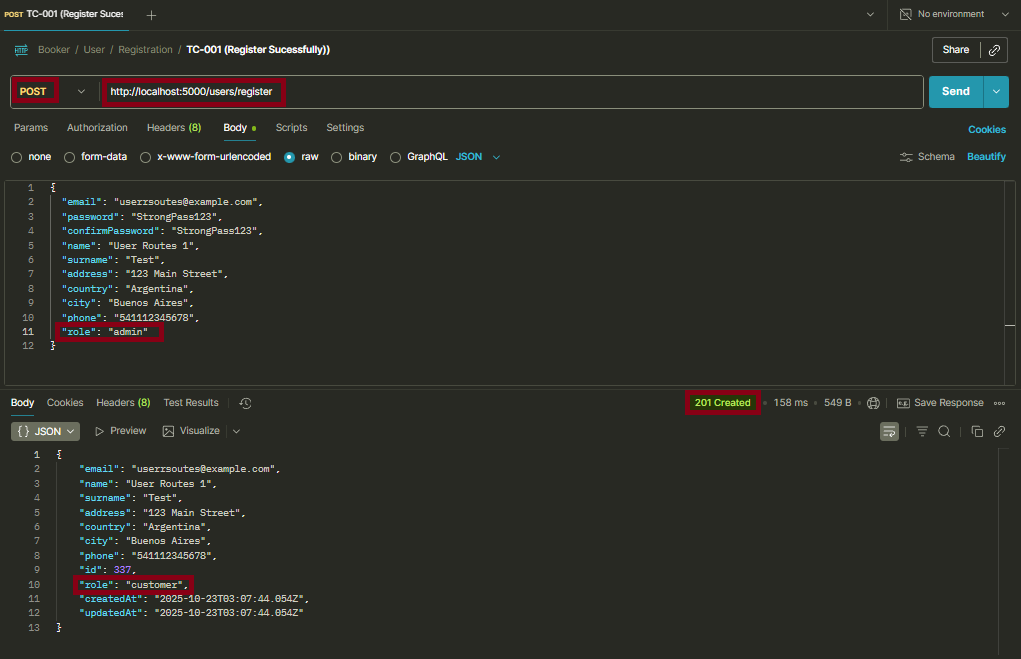 POST TC-001 (Register Suces
No environment
Booker / User / Registration / TC-001 (Register Sucessfully))
Share
POST http://localhost:5000/users/register Send
Params Authorization Headers (8) Body Scripts Settings Cookies
none form-data x-www-form-urlencoded raw binary GraphQL JSON Schema Beautify
1 {
2 "email": "userrsoutes@example.com",
3 "password": "StrongPass123",
4 "confirmPassword": "StrongPass123",
5 "name": "User Routes 1",
6 "surname": "Test",
7 "address": "123 Main Street",
8 "country": "Argentina",
9 "city": "Buenos Aires",
10 "phone": "541112345678",
11 "role": "admin"
12 }
Body Cookies Headers (8) Test Results 201 Created 158 ms 549 B Save Response
{} JSON Preview Visualize
1 {
2 "email": "userrsoutes@example.com",
3 "name": "User Routes 1",
4 "surname": "Test",
5 "address": "123 Main Street",
6 "country": "Argentina",
7 "city": "Buenos Aires",
8 "phone": "541112345678",
9 "id": 337,
10 "role": "customer",
11 "createdAt": "2025-10-23T03:07:44.054Z",
12 "updatedAt": "2025-10-23T03:07:44.054Z"
13 }